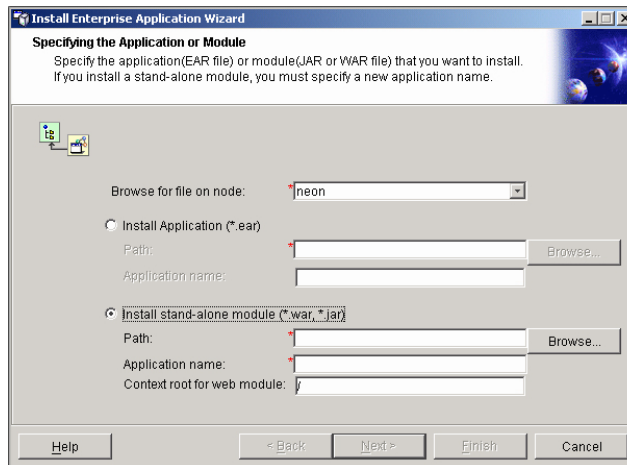 Install Enterprise Application Wizard
Specifying the Application or Module
Specify the application(EAR file) or module(JAR or WAR file) that you want to install.
If you install a stand-alone module, you must specify a new application name.
Browse for file on node: *neon
Install Application (*.ear)
Path: * Browse...
Application name:
Install stand-alone module (*.war, *.jar)
Path: * Browse...
Application name: *
Context root for web module: /
Help < Back Next > Finish Cancel